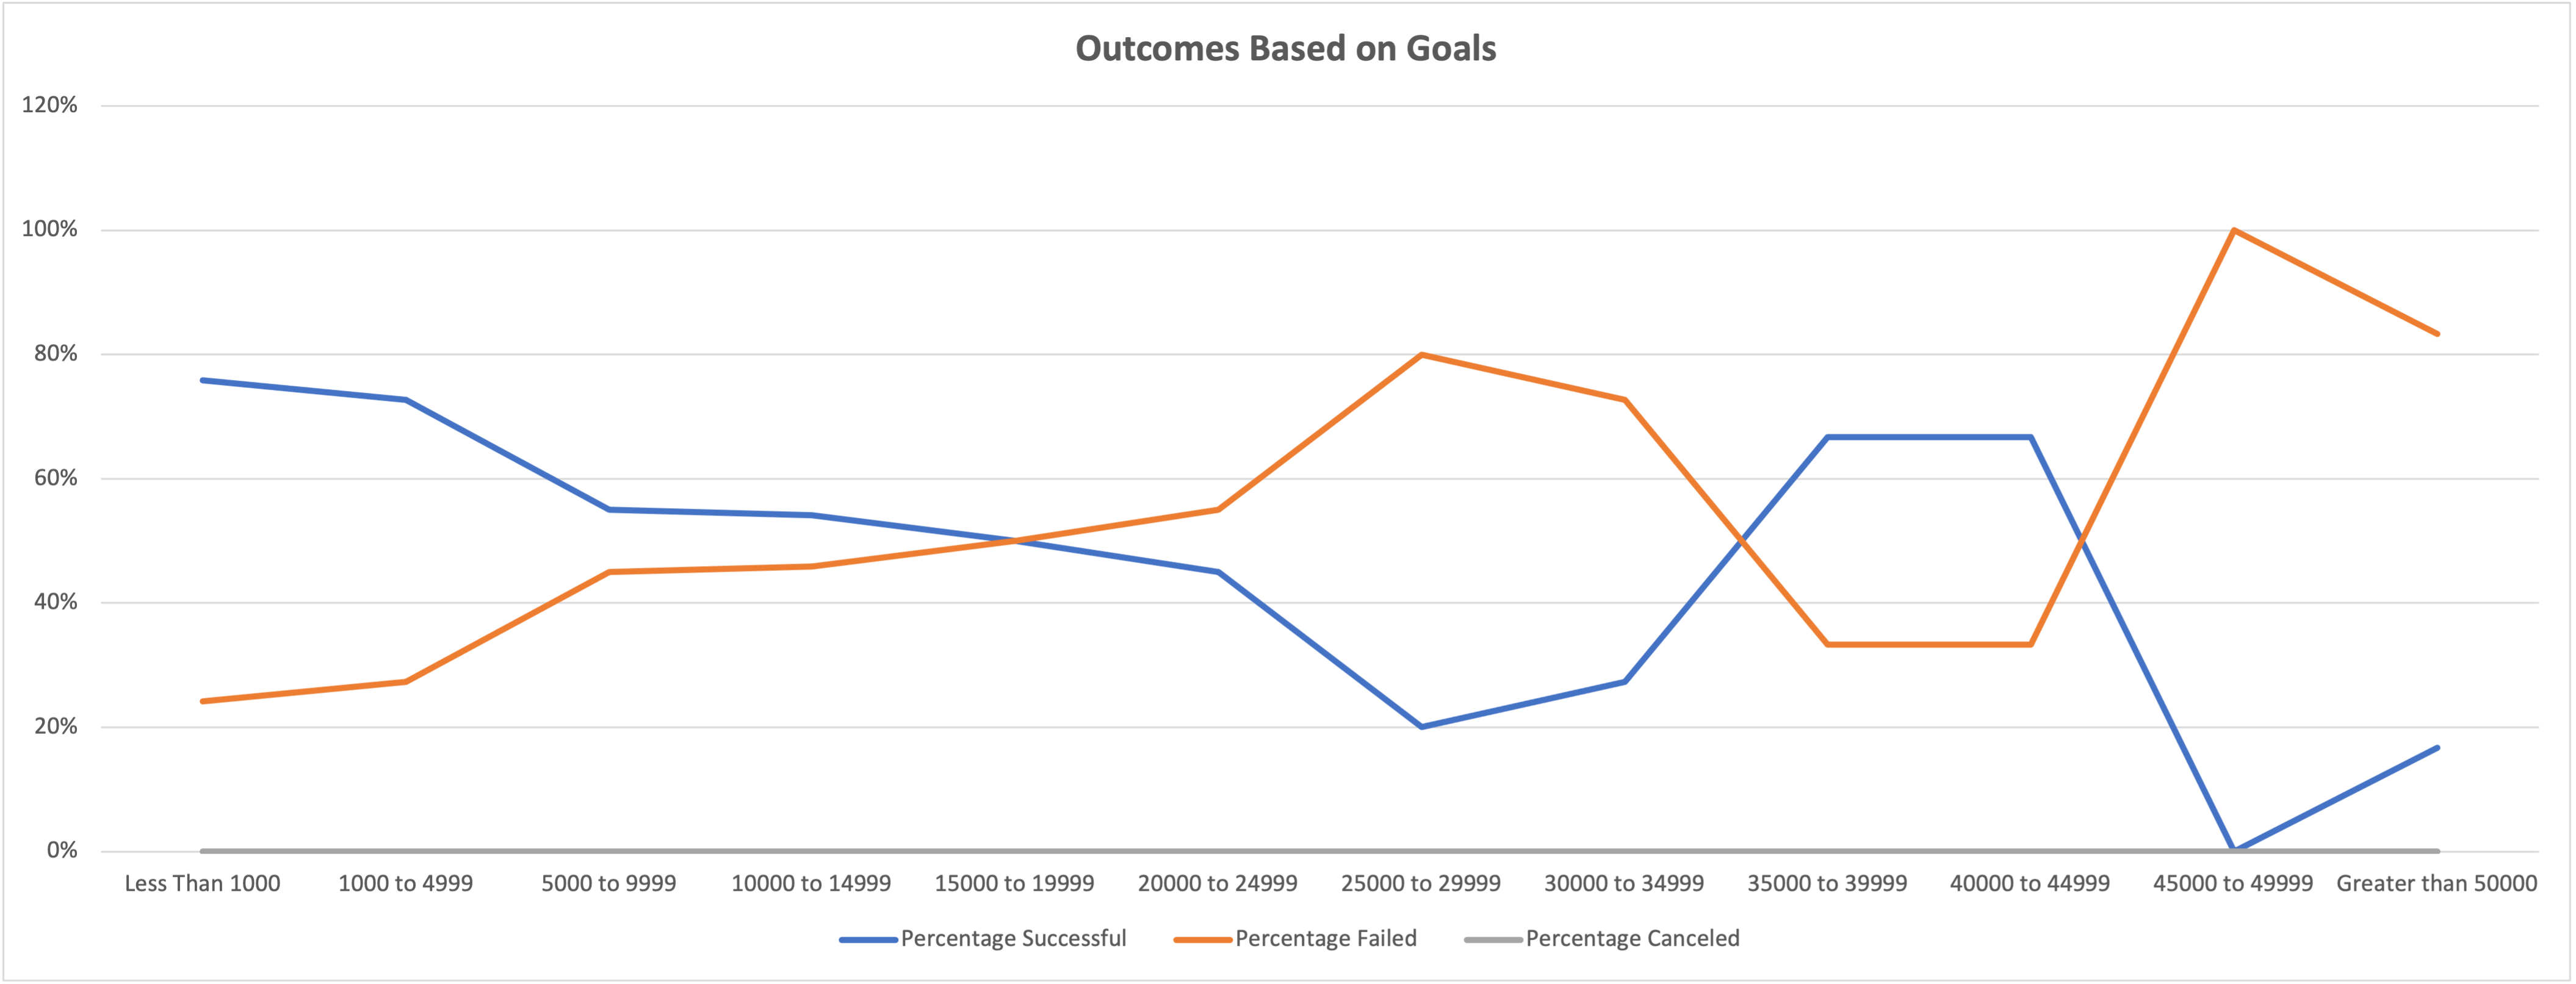 Outcomes Based on Goals
120%
100%
80%
60%
40%
20%
0%
Less Than 1000 1000 to 4999 5000 to 9999 10000 to 14999 15000 to 19999 20000 to 24999 25000 to 29999 30000 to 34999 35000 to 39999 40000 to 44999 45000 to 49999 Greater than 50000
Percentage Successful Percentage Failed Percentage Canceled